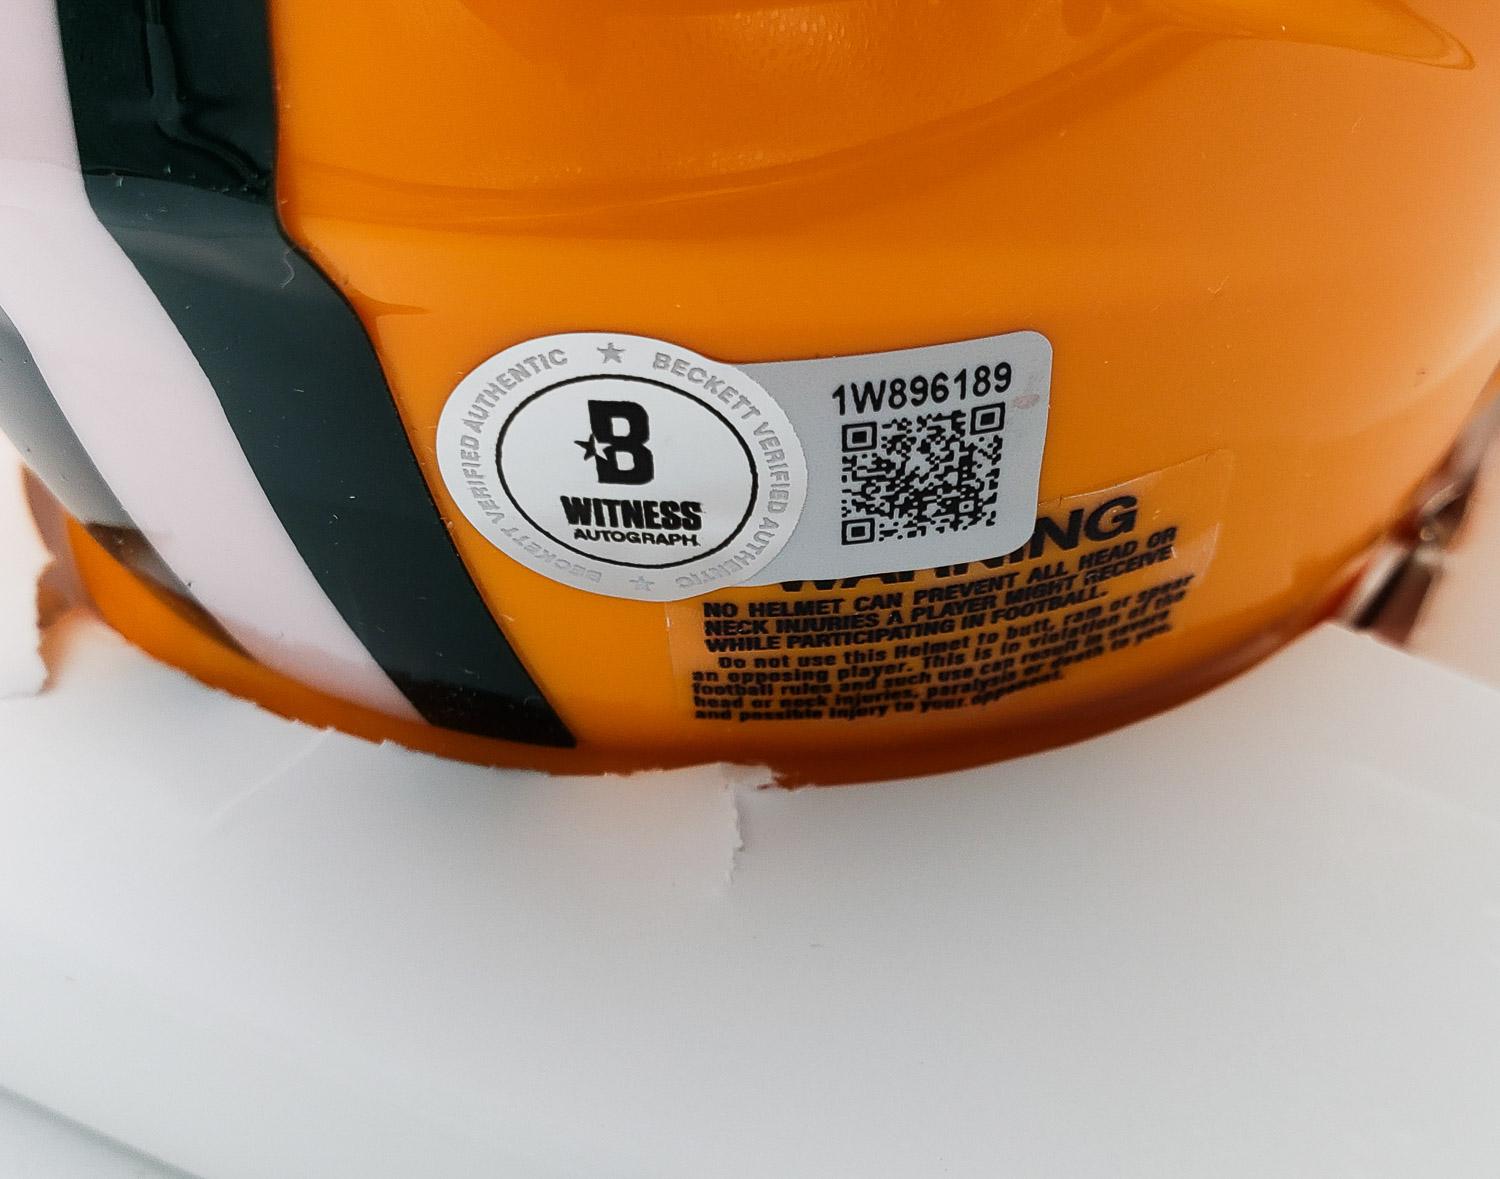 BECKETT VERIFIED AUTHENTIC ★ BECKETT VERIFIED AUTHENTIC ★
B
WITNESS
AUTOGRAPH
1W896189
WARNING
NO HELMET CAN PREVENT ALL HEAD OR
NECK INJURIES A PLAYER MIGHT RECEIVE
WHILE PARTICIPATING IN FOOTBALL.
Do not use this Helmet to butt, ram or spear
an opposing player. This is in violation of the
football rules and such use can result in severe
head or neck injuries, paralysis or death to you,
and possible injury to your opponent.